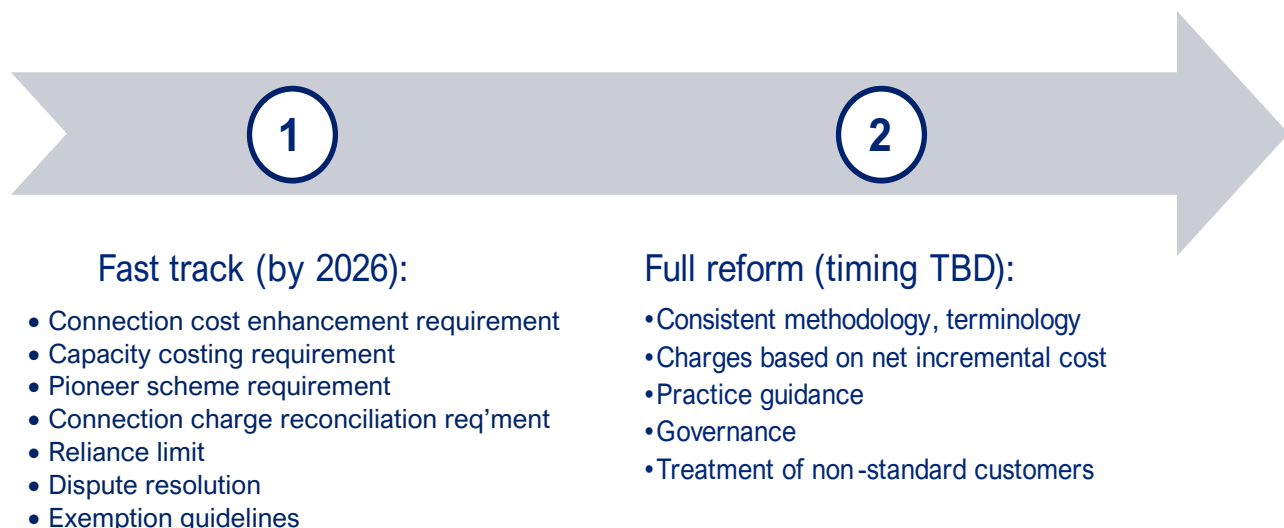 1
2
Fast track (by 2026):
• Connection cost enhancement requirement
• Capacity costing requirement
• Pioneer scheme requirement
• Connection charge reconciliation req’ment
• Reliance limit
• Dispute resolution
• Exemption guidelines
Full reform (timing TBD):
•Consistent methodology, terminology
•Charges based on net incremental cost
•Practice guidance
•Governance
•Treatment of non-standard customers